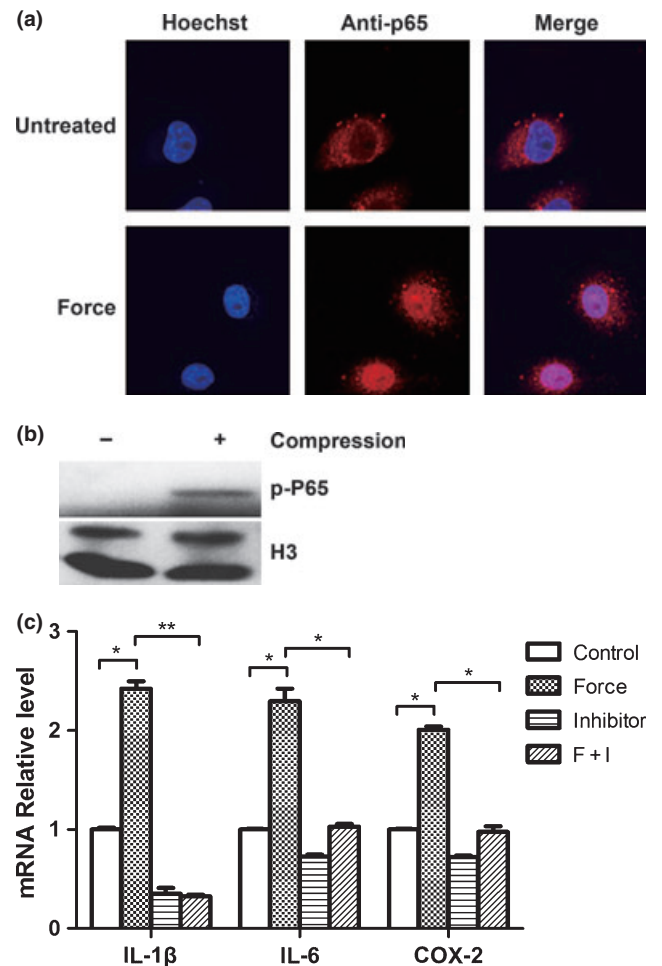 (a)
Hoechst Anti-p65 Merge
Untreated
Force
(b)
– + Compression
p-P65
H3
(c)
mRNA Relative level
3
2
1
0
* **
* *
* *
IL-1β IL-6 COX-2
Control
Force
Inhibitor
F + I